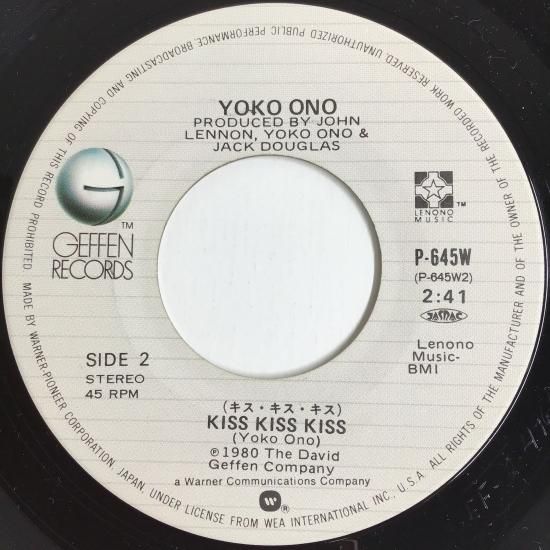 YOKO ONO
PRODUCED BY JOHN
LENNON, YOKO ONO &
JACK DOUGLAS
G
TM
GEFFEN
RECORDS
TM
LENONO
MUSIC
P-645W
(P-645W2)
2:41
JASRAC
Lenono
Music-
BMI
SIDE 2
STEREO
45 RPM
(キス・キス・キス)
KISS KISS KISS
(Yoko Ono)
Ⓟ1980 The David
Geffen Company
a Warner Communications Company
W®
MADE BY WARNER-PIONEER CORPORATION, JAPAN, UNDER LICENSE FROM WEA INTERNATIONAL INC., U.S.A. ALL RIGHTS OF THE MANUFACTURER AND OF THE OWNER OF THE RECORDED WORK RESERVED. UNAUTHORIZED PUBLIC PERFORMANCE BROADCASTING AND COPYING OF THIS RECORD PROHIBITED.